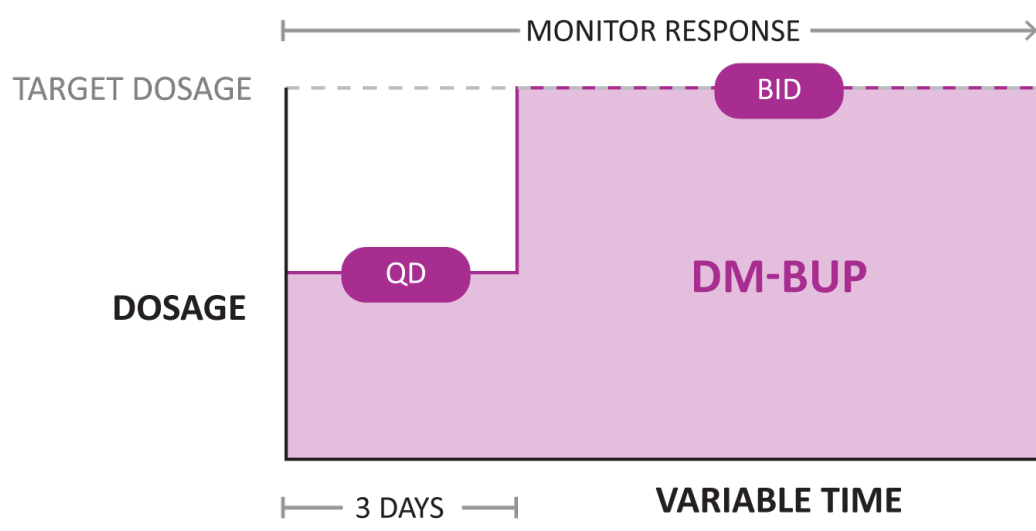 MONITOR RESPONSE
TARGET DOSAGE
BID
QD
DM-BUP
DOSAGE
3 DAYS
VARIABLE TIME